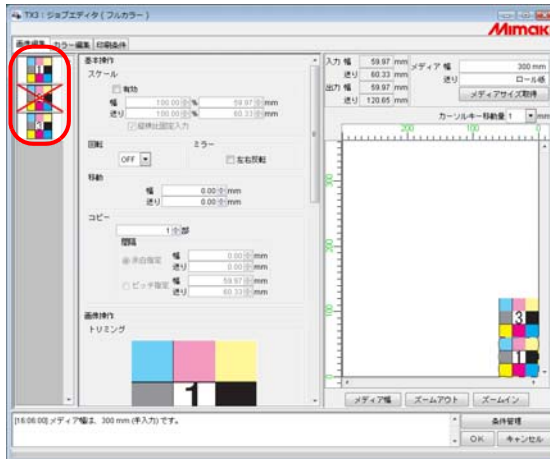 TX3 : ジョブエディタ（フルカラー）
Mimaki
画像編集 カラー編集 印刷条件
1
3
基本操作
スケール
有効
幅 100.00 % 59.97 mm
送り 100.00 % 60.33 mm
縦横比固定入力
回転 ミラー
OFF 左右反転
移動
幅 0.00 mm
送り 0.00 mm
コピー
1 部
間隔
余白指定 幅 0.00 mm
送り 0.00 mm
ピッチ指定 幅 59.97 mm
送り 60.33 mm
画像操作
トリミング
1
入力 幅 59.97 mm
送り 60.33 mm
出力 幅 59.97 mm
送り 120.65 mm
メディア 幅 300 mm
送り ロール紙
メディアサイズ取得
カーソルキー移動量 1 mm
200 100 0
300
200
100
0
3
1
メディア幅 ズームアウト ズームイン
[16:06:00] メディア幅は、300 mm (手入力) です。
条件管理
OK キャンセル